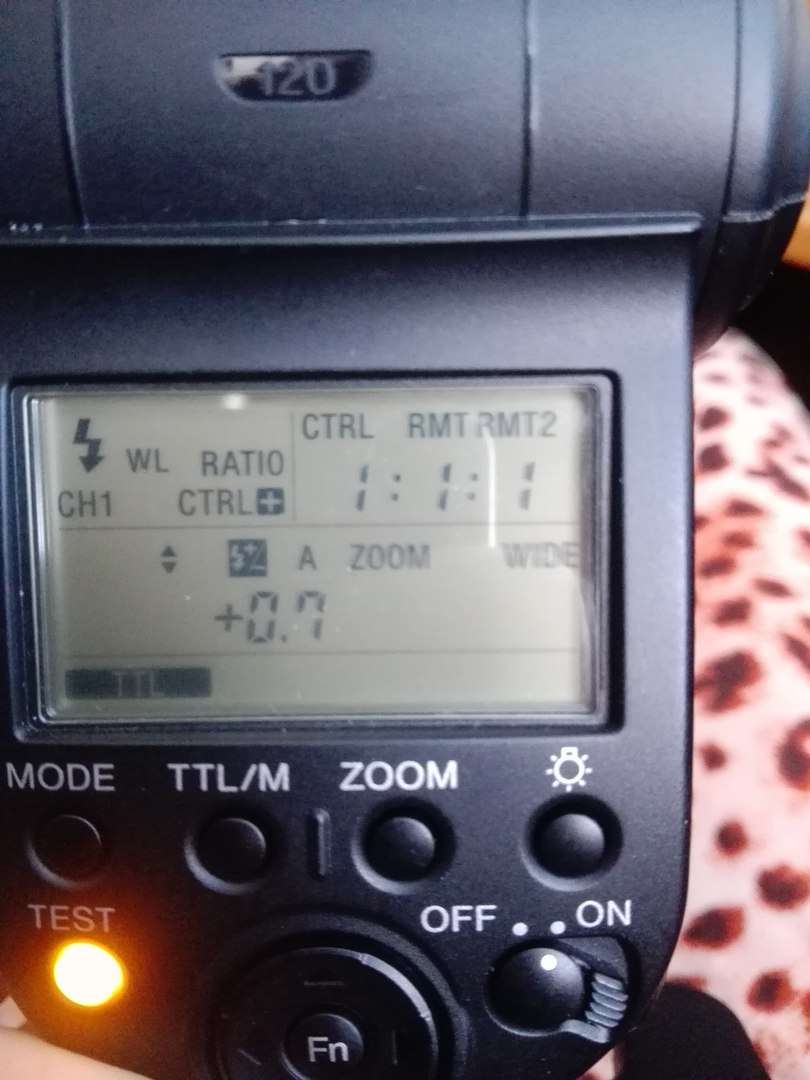 120
CTRL RMT RMT2
WL RATIO
1:1:1
CH1 CTRL+
A ZOOM WIDE
+0.7
TTL
MODE TTL/M ZOOM
TEST OFF ON
Fn